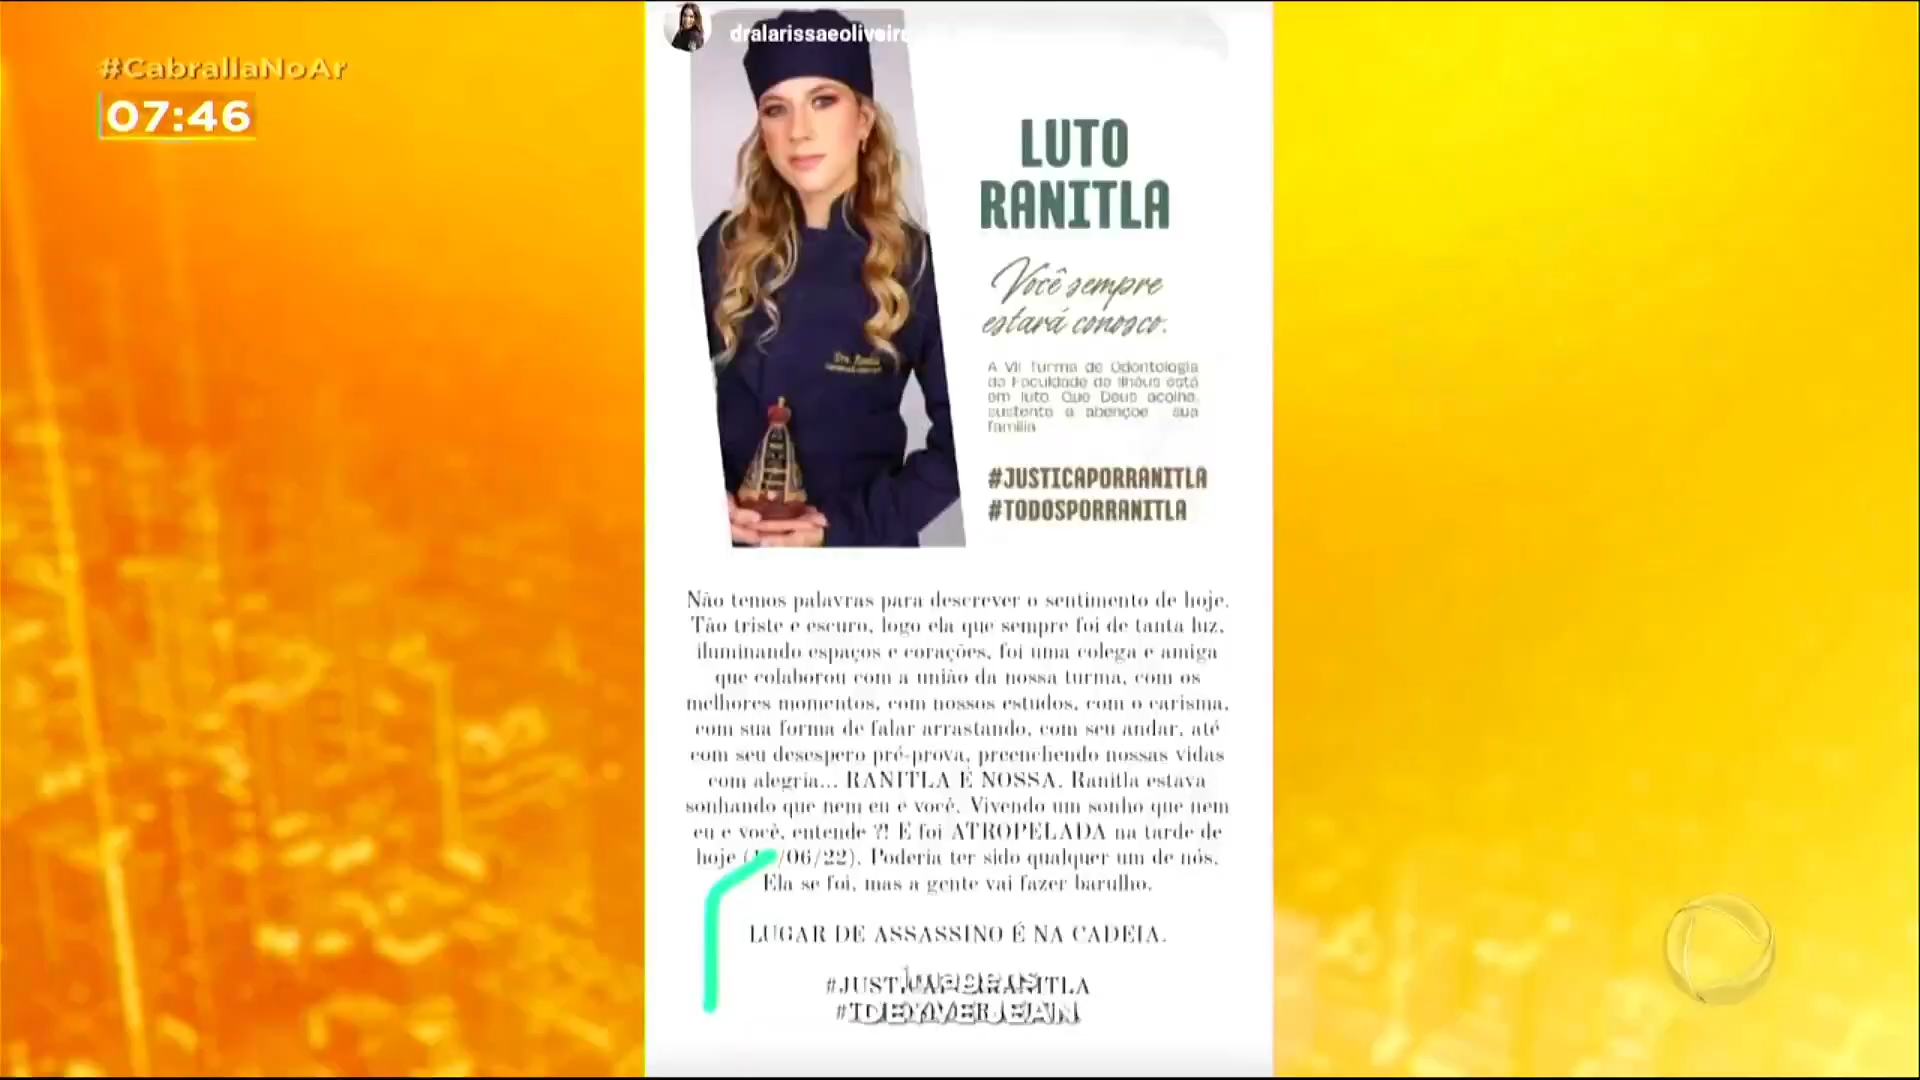 dralarissaeoliveira
#CabraliaNoAr
07:46
LUTO
RANITLA
Você sempre
estará conosco.
A VII Turma de Odontologia
da Faculdade de Ilhéus está
em luto. Que Deus acolha,
sustente e abençoe sua
família
#JUSTICAPORRANITLA
#TODOSPORRANITLA
Não temos palavras para descrever o sentimento de hoje.
Tão triste e escuro, logo ela que sempre foi de tanta luz,
iluminando espaços e corações, foi uma colega e amiga
que colaborou com a união da nossa turma, com os
melhores momentos, com nossos estudos, com o carisma,
com sua forma de falar arrastando, com seu andar, até
com seu desespero pré-prova, preenchendo nossas vidas
com alegria... RANITLA É NOSSA. Ranitla estava
sonhando que nem eu e você. Vivendo um sonho que nem
eu e você, entende ?! E foi ATROPELADA na tarde de
hoje /06/22). Poderia ter sido qualquer um de nós.
Ela se foi, mas a gente vai fazer barulho.
LUGAR DE ASSASSINO É NA CADEIA.
#JUSTICAPORRANITLA
Imagens
DEYVE JEAN